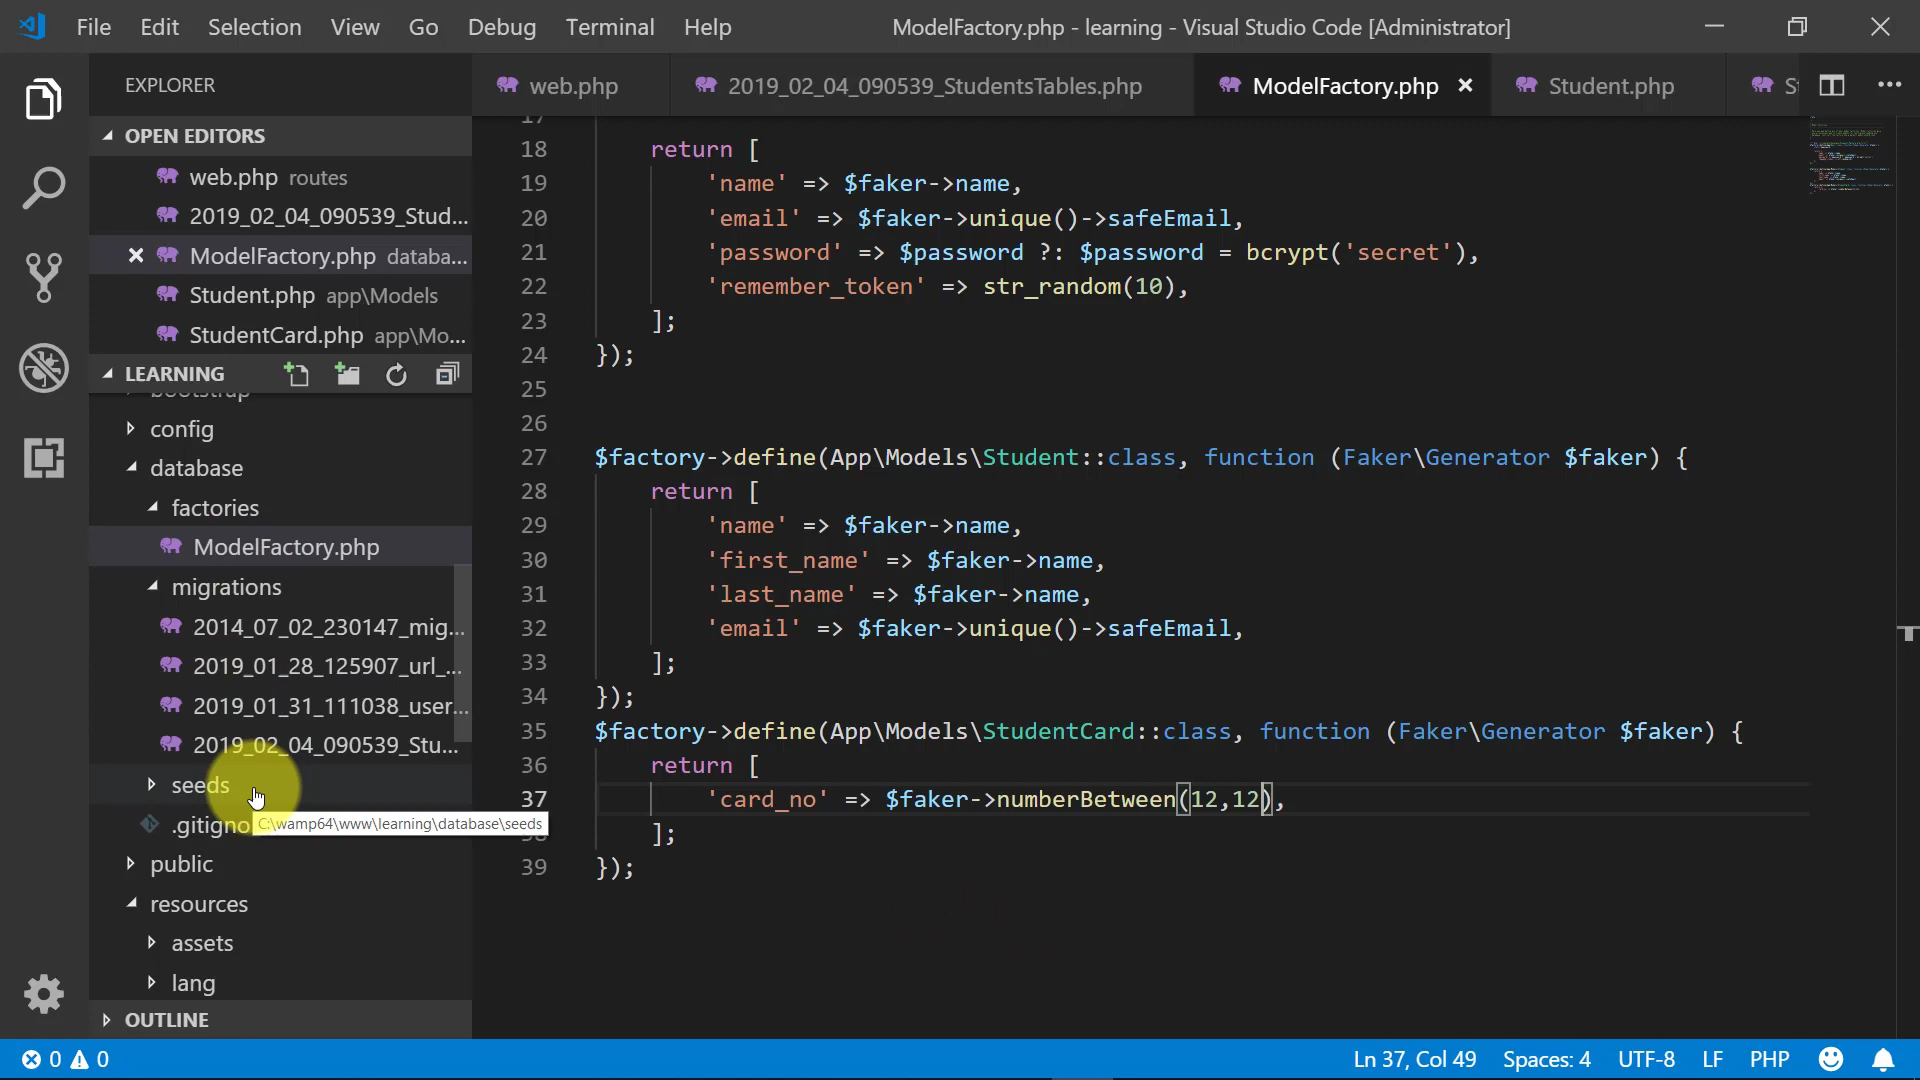 File Edit Selection View Go Debug Terminal Help
ModelFactory.php - learning - Visual Studio Code [Administrator]
EXPLORER
web.php
2019_02_04_090539_StudentsTables.php
ModelFactory.php
Student.php
St
OPEN EDITORS
web.php routes
2019_02_04_090539_Stud...
ModelFactory.php databa...
Student.php app\Models
StudentCard.php app\Mo...
LEARNING
bootstrap
config
database
factories
ModelFactory.php
migrations
2014_07_02_230147_mig...
2019_01_28_125907_url_...
2019_01_31_111038_user...
2019_02_04_090539_Stu...
seeds
.gitigno
C:\wamp64\www\learning\database\seeds
public
resources
assets
lang
OUTLINE
17
18 return [
19 'name' => $faker->name,
20 'email' => $faker->unique()->safeEmail,
21 'password' => $password ?: $password = bcrypt('secret'),
22 'remember_token' => str_random(10),
23 ];
24 });
25
26
27 $factory->define(App\Models\Student::class, function (Faker\Generator $faker) {
28 return [
29 'name' => $faker->name,
30 'first_name' => $faker->name,
31 'last_name' => $faker->name,
32 'email' => $faker->unique()->safeEmail,
33 ];
34 });
35 $factory->define(App\Models\StudentCard::class, function (Faker\Generator $faker) {
36 return [
37 'card_no' => $faker->numberBetween(12,12),
38 ];
39 });
0 0
Ln 37, Col 49 Spaces: 4 UTF-8 LF PHP